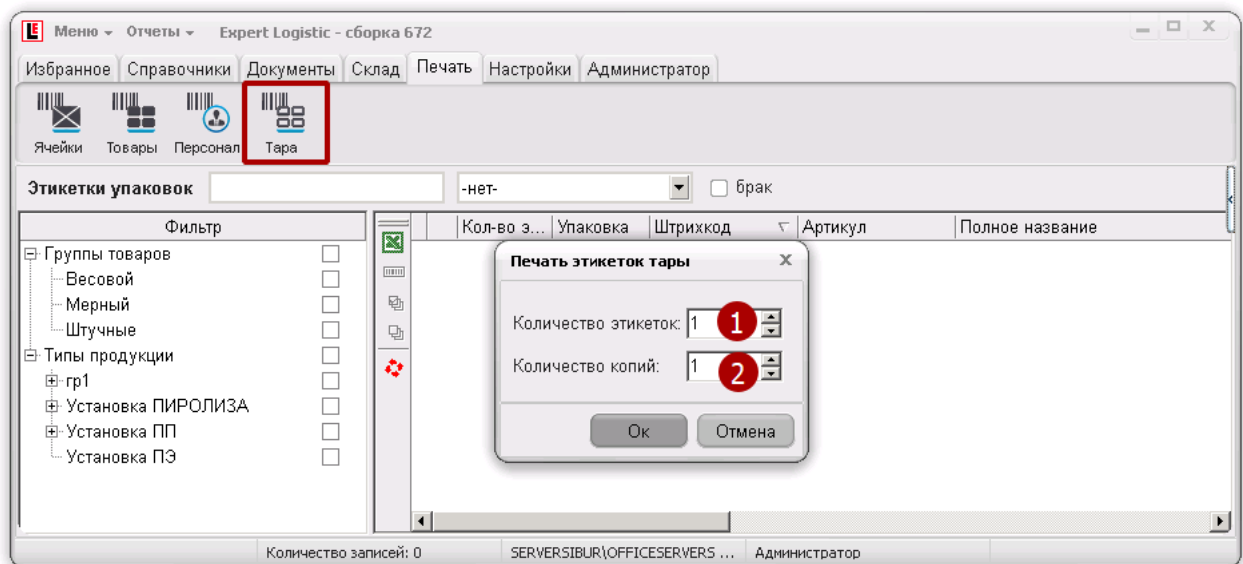 LE Меню Отчеты Expert Logistic - сборка 672
Избранное Справочники Документы Склад Печать Настройки Администратор
Ячейки Товары Персонал Тара
Этикетки упаковок -нет- брак
Фильтр Кол-во э... Упаковка Штрихкод Артикул Полное название
Группы товаров
Весовой
Мерный
Штучные
Типы продукции
гр1
Установка ПИРОЛИЗА
Установка ПП
Установка ПЭ
Печать этикеток тары x
Количество этикеток: 1 1
Количество копий: 1 2
Ок Отмена
Количество записей: 0 SERVERSIBUR\OFFICESERVERS ... Администратор